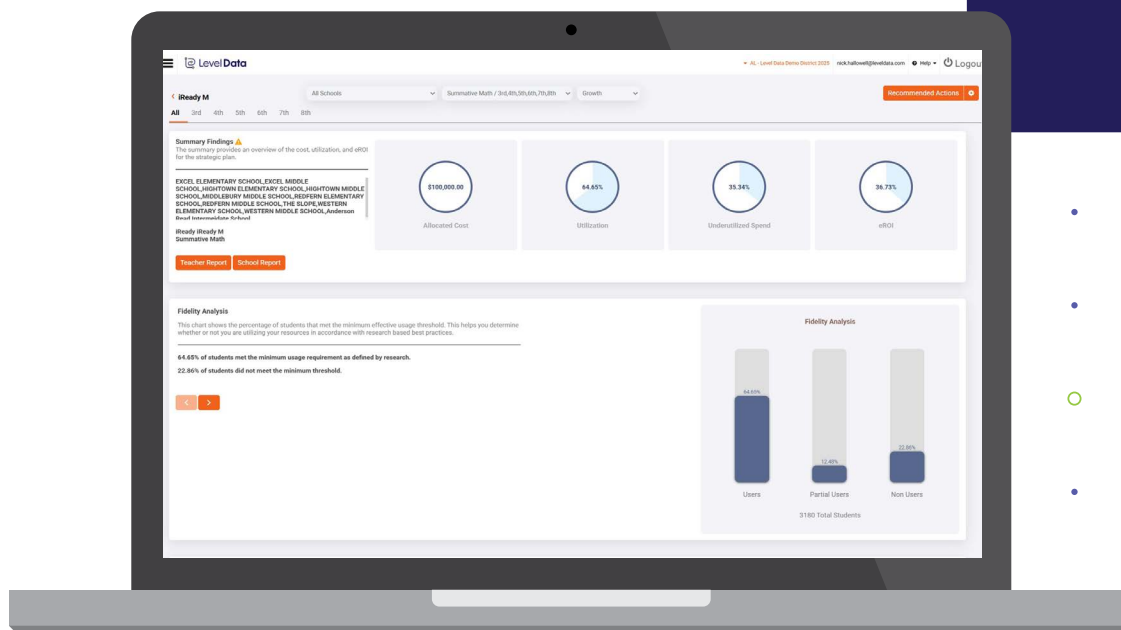 Level Data
AL - Level Data Demo District 2025
nick.hallowell@leveldata.com
Help
Logou
iReady M
All Schools
Summative Math / 3rd,4th,5th,6th,7th,8th
Growth
Recommended Actions
All 3rd 4th 5th 6th 7th 8th
Summary Findings
The summary provides an overview of the cost, utilization, and eROI
for the strategic plan.
EXCEL ELEMENTARY SCHOOL,EXCEL MIDDLE
SCHOOL,HIGHTOWN ELEMENTARY SCHOOL,HIGHTOWN MIDDLE
SCHOOL,MIDDLEBURY MIDDLE SCHOOL,REDFERN ELEMENTARY
SCHOOL,REDFERN MIDDLE SCHOOL,THE SLOPE,WESTERN
ELEMENTARY SCHOOL,WESTERN MIDDLE SCHOOL,Anderson
Read Intermeidate School
iReady iReady M
Summative Math
Teacher Report
School Report
$100,000.00
Allocated Cost
64.65%
Utilization
35.34%
Underutilized Spend
36.73%
eROI
Fidelity Analysis
This chart shows the percentage of students that met the minimum effective usage threshold. This helps you determine
whether or not you are utilizing your resources in accordance with research based best practices.
64.65% of students met the minimum usage requirement as defined by research.
22.86% of students did not meet the minimum threshold.
Fidelity Analysis
64.65%
12.48%
22.86%
Users
Partial Users
Non Users
3180 Total Students